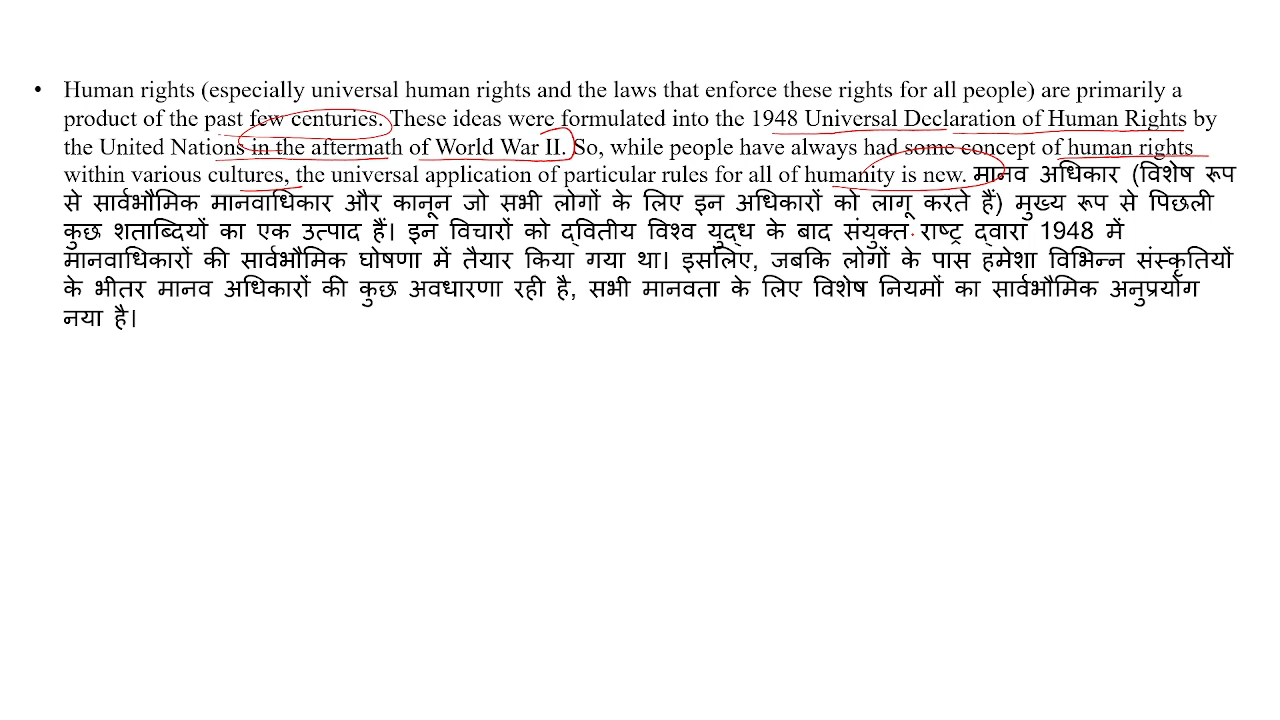 • Human rights (especially universal human rights and the laws that enforce these rights for all people) are primarily a
product of the past few centuries. These ideas were formulated into the 1948 Universal Declaration of Human Rights by
the United Nations in the aftermath of World War II. So, while people have always had some concept of human rights
within various cultures, the universal application of particular rules for all of humanity is new. मानव अधिकार (विशेष रूप
से सार्वभौमिक मानवाधिकार और कानून जो सभी लोगों के लिए इन अधिकारों को लागू करते हैं) मुख्य रूप से पिछली
कुछ शताब्दियों का एक उत्पाद हैं। इन विचारों को द्वितीय विश्व युद्ध के बाद संयुक्त राष्ट्र द्वारा 1948 में
मानवाधिकारों की सार्वभौमिक घोषणा में तैयार किया गया था। इसलिए, जबकि लोगों के पास हमेशा विभिन्न संस्कृतियों
के भीतर मानव अधिकारों की कुछ अवधारणा रही है, सभी मानवता के लिए विशेष नियमों का सार्वभौमिक अनुप्रयोग
नया है।